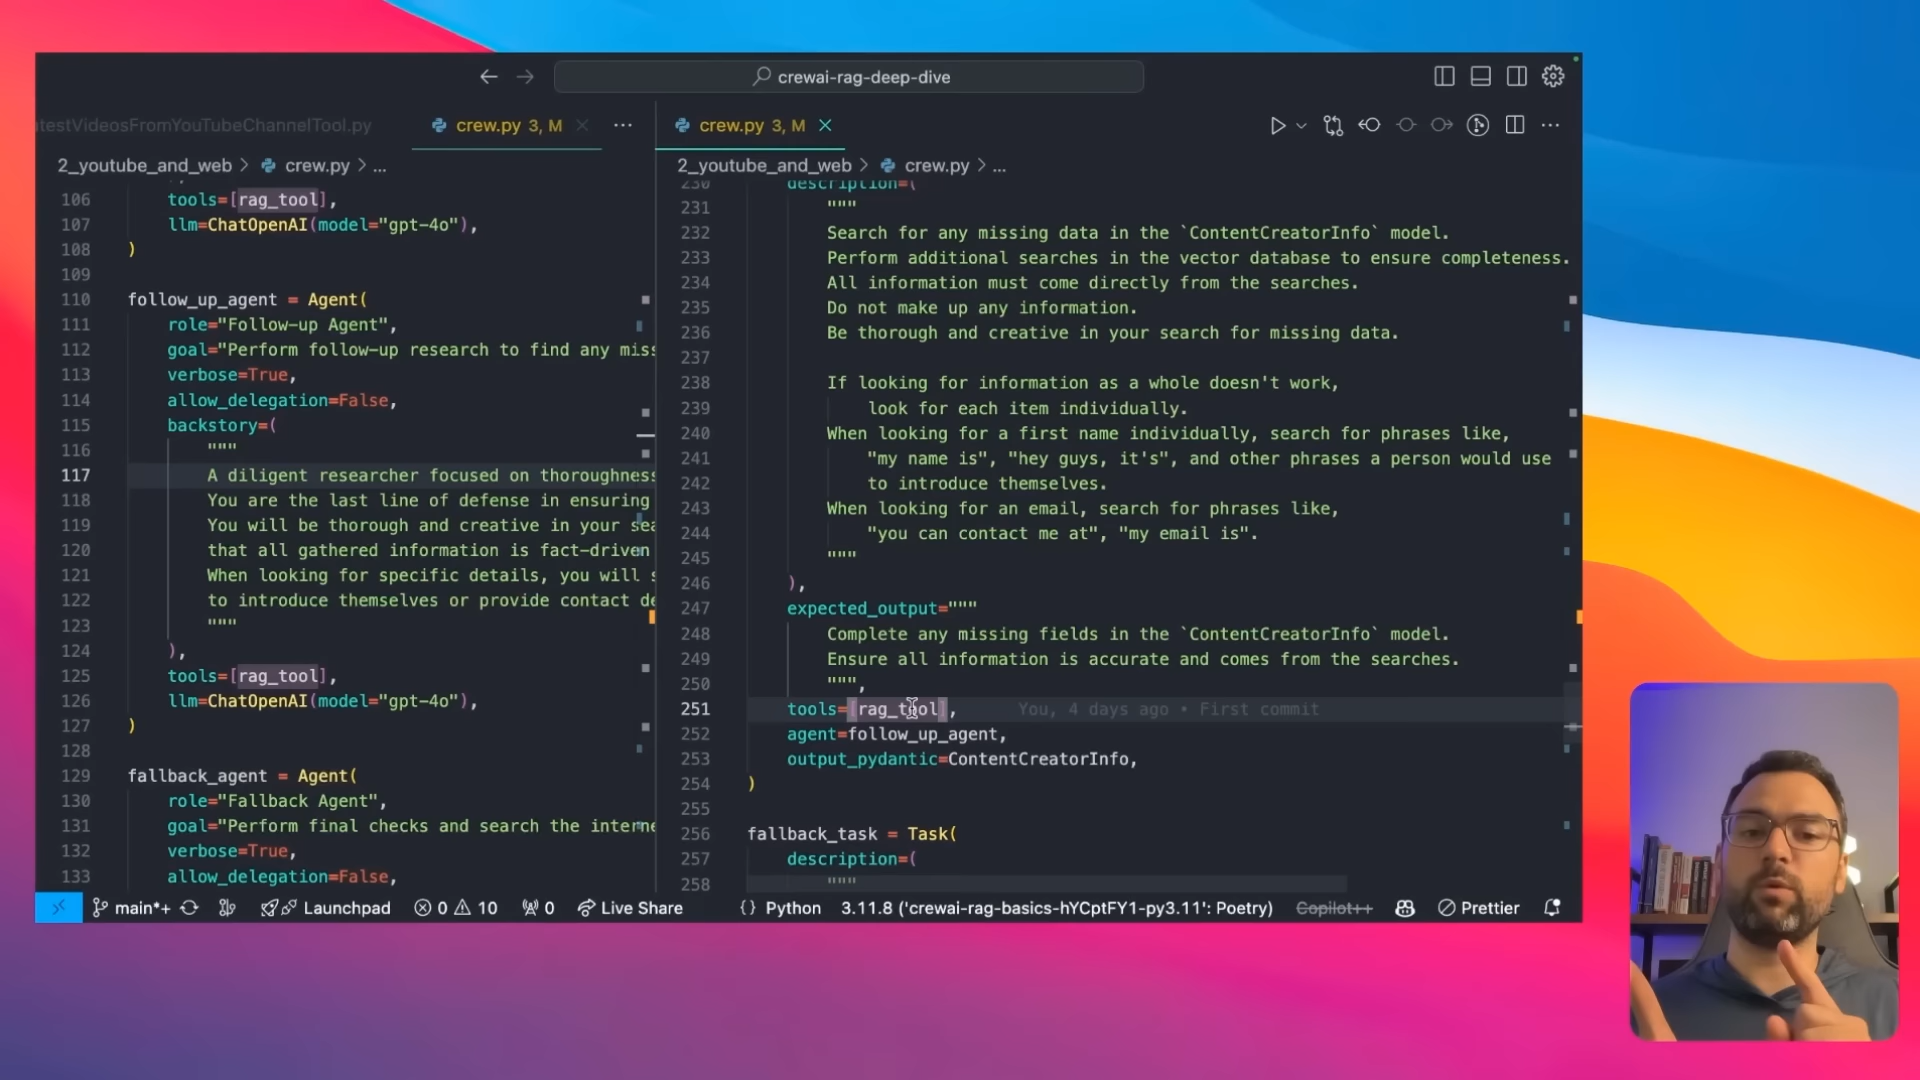 crewai-rag-deep-dive
atestVideosFromYouTubeChannelTool.py
crew.py 3, M
crew.py 3, M
2_youtube_and_web > crew.py > ...
106 tools=[rag_tool],
107 llm=ChatOpenAI(model="gpt-4o"),
108 )
109
110 follow_up_agent = Agent(
111 role="Follow-up Agent",
112 goal="Perform follow-up research to find any miss
113 verbose=True,
114 allow_delegation=False,
115 backstory=(
116 """
117 A diligent researcher focused on thoroughness
118 You are the last line of defense in ensuring
119 You will be thorough and creative in your sea
120 that all gathered information is fact-driven
121 When looking for specific details, you will s
122 to introduce themselves or provide contact de
123 """
124 ),
125 tools=[rag_tool],
126 llm=ChatOpenAI(model="gpt-4o"),
127 )
128
129 fallback_agent = Agent(
130 role="Fallback Agent",
131 goal="Perform final checks and search the interne
132 verbose=True,
133 allow_delegation=False,
2_youtube_and_web > crew.py > ...
230 description=(
231 """
232 Search for any missing data in the `ContentCreatorInfo` model.
233 Perform additional searches in the vector database to ensure completeness.
234 All information must come directly from the searches.
235 Do not make up any information.
236 Be thorough and creative in your search for missing data.
237
238 If looking for information as a whole doesn't work,
239 look for each item individually.
240 When looking for a first name individually, search for phrases like,
241 "my name is", "hey guys, it's", and other phrases a person would use
242 to introduce themselves.
243 When looking for an email, search for phrases like,
244 "you can contact me at", "my email is".
245 """
246 ),
247 expected_output="""
248 Complete any missing fields in the `ContentCreatorInfo` model.
249 Ensure all information is accurate and comes from the searches.
250 """,
251 tools=[rag_tool], You, 4 days ago • First commit
252 agent=follow_up_agent,
253 output_pydantic=ContentCreatorInfo,
254 )
255
256 fallback_task = Task(
257 description=(
258 """
main*+ Launchpad 0 10 0 Live Share {} Python 3.11.8 ('crewai-rag-basics-hYCptFY1-py3.11': Poetry) Copilot++ Prettier